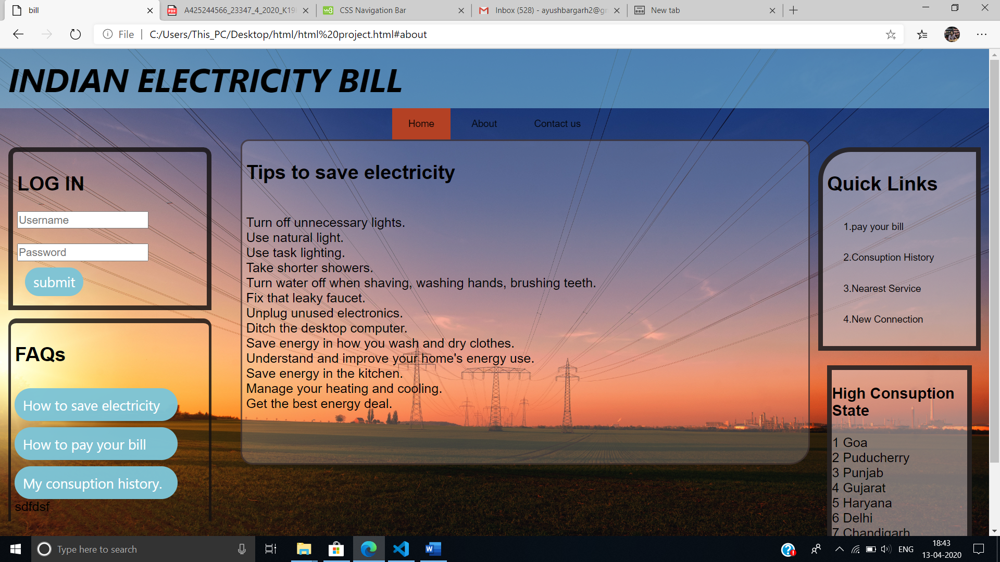 bill
A425244566_23347_4_2020_K19
CSS Navigation Bar
Inbox (528) - ayushbargarh2@gr
New tab
File
C:/Users/This_PC/Desktop/html/html%20project.html#about
INDIAN ELECTRICITY BILL
Home
About
Contact us
LOG IN
Username
Password
submit
FAQs
How to save electricity
How to pay your bill
My consuption history.
sdfdsf
Tips to save electricity
Turn off unnecessary lights.
Use natural light.
Use task lighting.
Take shorter showers.
Turn water off when shaving, washing hands, brushing teeth.
Fix that leaky faucet.
Unplug unused electronics.
Ditch the desktop computer.
Save energy in how you wash and dry clothes.
Understand and improve your home's energy use.
Save energy in the kitchen.
Manage your heating and cooling.
Get the best energy deal.
Quick Links
1.pay your bill
2.Consuption History
3.Nearest Service
4.New Connection
High Consuption
State
1 Goa
2 Puducherry
3 Punjab
4 Gujarat
5 Haryana
6 Delhi
7 Chandigarh
Type here to search
ENG
18:43
13-04-2020